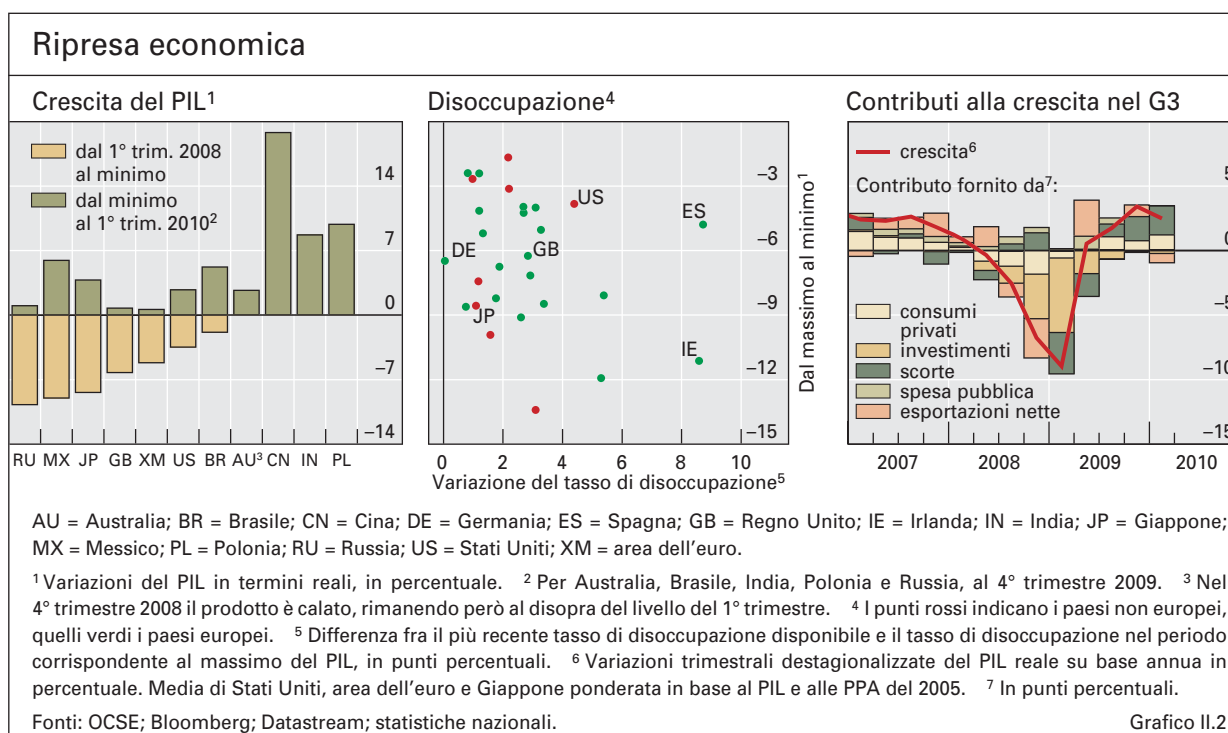 Ripresa economica
Crescita del PIL¹
dal 1° trim. 2008
al minimo
dal minimo
al 1° trim. 2010²
14
7
0
–7
–14
RU MX JP GB XM US BR AU³ CN IN PL
Disoccupazione⁴
US
ES
DE
GB
JP
IE
–3
–6
–9
–12
–15
Dal massimo al minimo¹
0 2 4 6 8 10
Variazione del tasso di disoccupazione⁵
Contributi alla crescita nel G3
crescita⁶
Contributo fornito da⁷:
consumi
privati
investimenti
scorte
spesa pubblica
esportazioni nette
5
0
–5
–10
–15
2007 2008 2009 2010
AU = Australia; BR = Brasile; CN = Cina; DE = Germania; ES = Spagna; GB = Regno Unito; IE = Irlanda; IN = India; JP = Giappone;
MX = Messico; PL = Polonia; RU = Russia; US = Stati Uniti; XM = area dell'euro.
¹ Variazioni del PIL in termini reali, in percentuale. ² Per Australia, Brasile, India, Polonia e Russia, al 4° trimestre 2009. ³ Nel
4° trimestre 2008 il prodotto è calato, rimanendo però al disopra del livello del 1° trimestre. ⁴ I punti rossi indicano i paesi non europei,
quelli verdi i paesi europei. ⁵ Differenza fra il più recente tasso di disoccupazione disponibile e il tasso di disoccupazione nel periodo
corrispondente al massimo del PIL, in punti percentuali. ⁶ Variazioni trimestrali destagionalizzate del PIL reale su base annua in
percentuale. Media di Stati Uniti, area dell'euro e Giappone ponderata in base al PIL e alle PPA del 2005. ⁷ In punti percentuali.
Fonti: OCSE; Bloomberg; Datastream; statistiche nazionali.
Grafico II.2